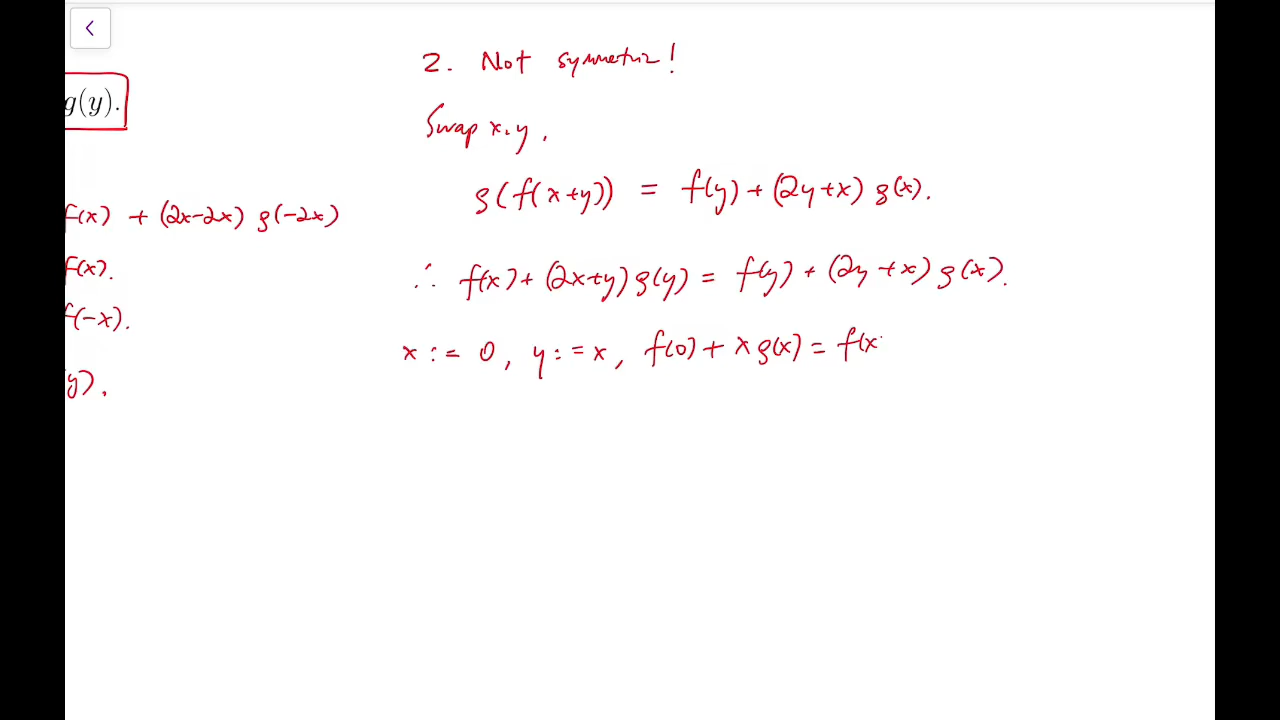 g(y).
f(x) + (2x-2x) g(-2x)
f(x).
f(-x).
y).
2. Not symmetric!
Swap x, y.
g(f(x+y)) = f(y) + (2y+x) g(x).
∴ f(x) + (2x+y) g(y) = f(y) + (2y+x) g(x).
x := 0, y := x, f(0) + x g(x) = f(x